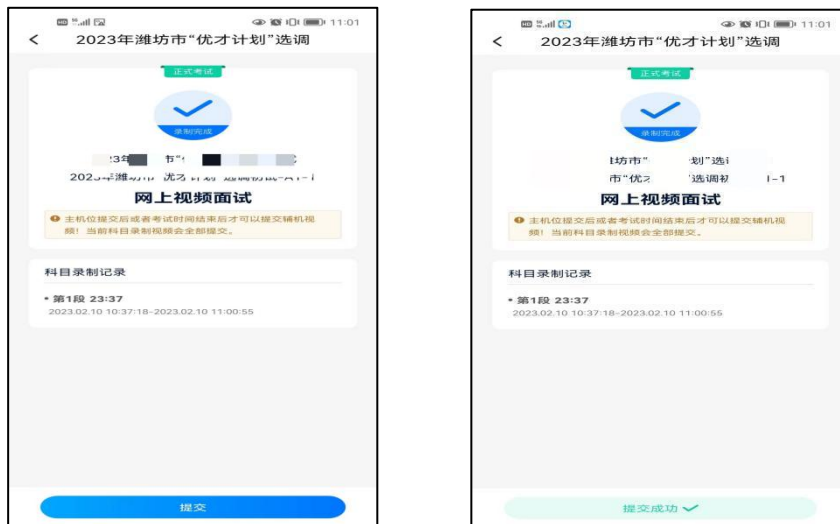 11:01
2023年潍坊市“优才计划”选调
正式考试
录制完成
网上视频面试
主机位提交后或者考试时间结束后才可以提交辅机视
频！当前科目录制视频会全部提交。
科目录制记录
• 第1段 23:37
2023.02.10 10:37:18-2023.02.10 11:00:55
提交
11:01
2023年潍坊市“优才计划”选调
正式考试
录制完成
网上视频面试
主机位提交后或者考试时间结束后才可以提交辅机视
频！当前科目录制视频会全部提交。
科目录制记录
• 第1段 23:37
2023.02.10 10:37:18-2023.02.10 11:00:55
提交成功